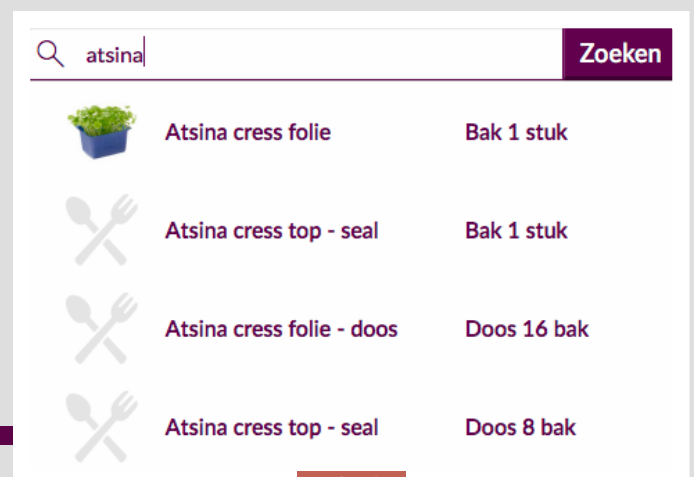 atsina Zoeken
Atsina cress folie Bak 1 stuk
Atsina cress top - seal Bak 1 stuk
Atsina cress folie - doos Doos 16 bak
Atsina cress top - seal Doos 8 bak